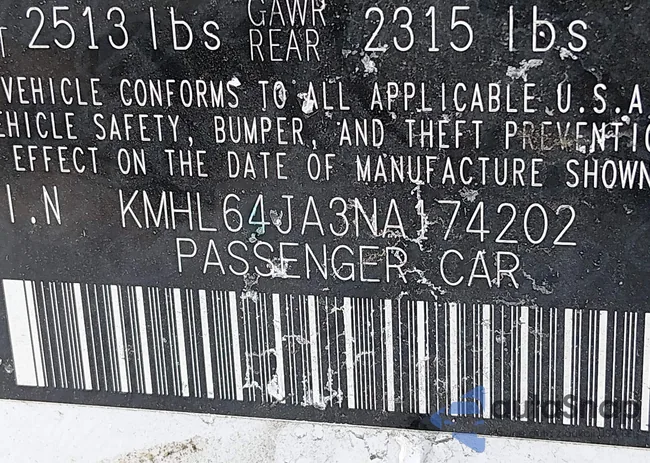 T 2513 lbs GAWR REAR 2315 lbs
VEHICLE CONFORMS TO ALL APPLICABLE U.S.A
VEHICLE SAFETY, BUMPER, AND THEFT PREVENTIO
EFFECT ON THE DATE OF MANUFACTURE SHOWN
I.N KMHL64JA3NA174202
PASSENGER CAR
autoSnap